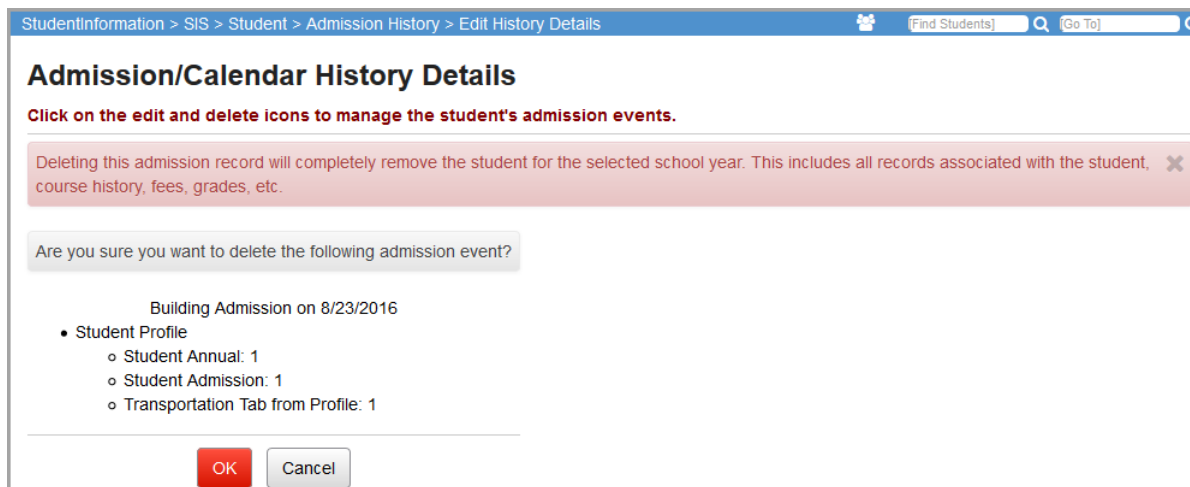 StudentInformation > SIS > Student > Admission History > Edit History Details [Find Students] [Go To]
Admission/Calendar History Details
Click on the edit and delete icons to manage the student's admission events.
Deleting this admission record will completely remove the student for the selected school year. This includes all records associated with the student,
course history, fees, grades, etc.
Are you sure you want to delete the following admission event?
Building Admission on 8/23/2016
• Student Profile
o Student Annual: 1
o Student Admission: 1
o Transportation Tab from Profile: 1
OK Cancel